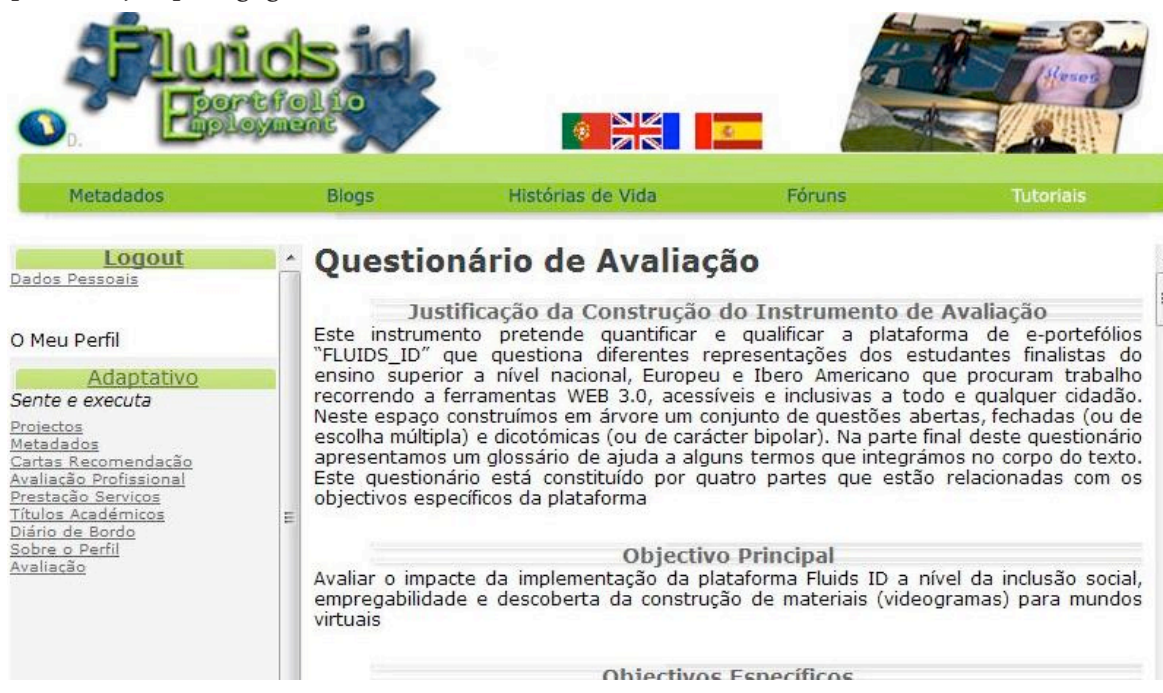 Fluids id
Eportfolio
Employment
D.
Meses
Metadados Blogs Histórias de Vida Fóruns Tutoriais
Logout
Dados Pessoais
O Meu Perfil
Adaptativo
Sente e executa
Projectos
Metadados
Cartas Recomendação
Avaliação Profissional
Prestação Serviços
Títulos Académicos
Diário de Bordo
Sobre o Perfil
Avaliação
Questionário de Avaliação
Justificação da Construção do Instrumento de Avaliação
Este instrumento pretende quantificar e qualificar a plataforma de e-portefólios
“FLUIDS_ID” que questiona diferentes representações dos estudantes finalistas do
ensino superior a nível nacional, Europeu e Ibero Americano que procuram trabalho
recorrendo a ferramentas WEB 3.0, acessíveis e inclusivas a todo e qualquer cidadão.
Neste espaço construímos em árvore um conjunto de questões abertas, fechadas (ou de
escolha múltipla) e dicotómicas (ou de carácter bipolar). Na parte final deste questionário
apresentamos um glossário de ajuda a alguns termos que integrámos no corpo do texto.
Este questionário está constituído por quatro partes que estão relacionadas com os
objectivos específicos da plataforma
Objectivo Principal
Avaliar o impacte da implementação da plataforma Fluids ID a nível da inclusão social,
empregabilidade e descoberta da construção de materiais (videogramas) para mundos
virtuais
Objectivos Específicos